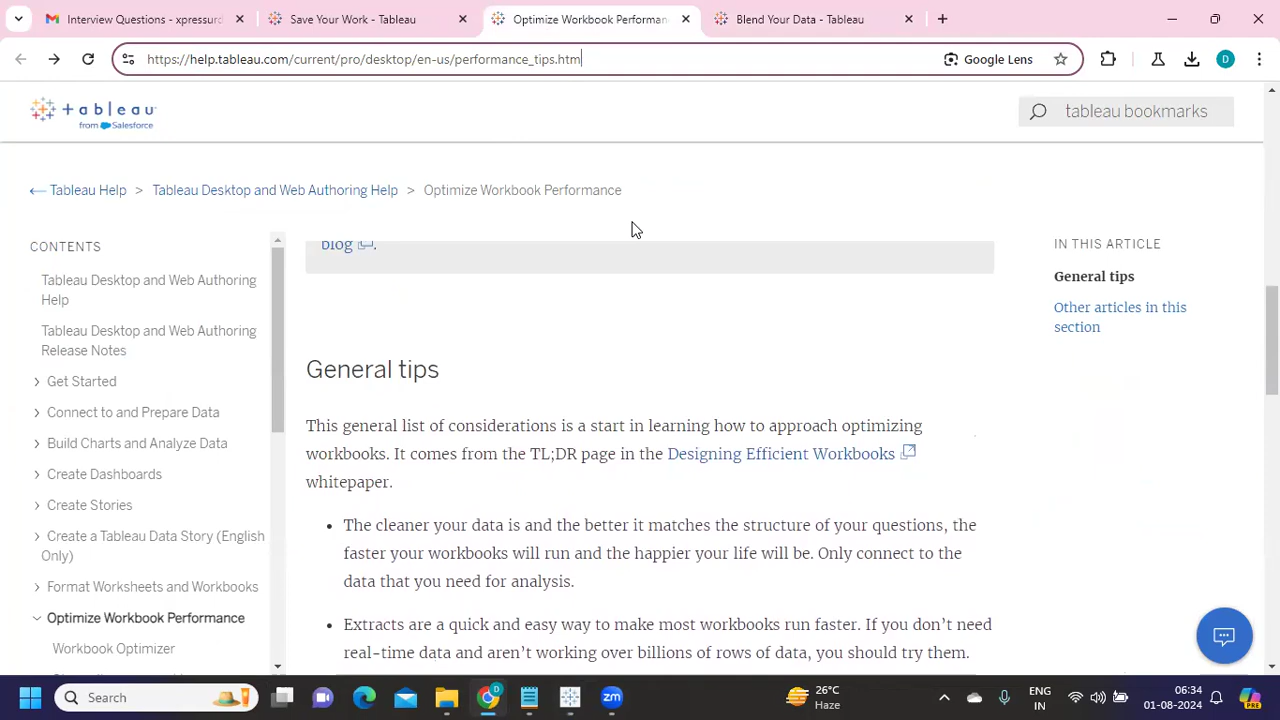 Interview Questions - xpressurd
Save Your Work - Tableau
Optimize Workbook Performan
Blend Your Data - Tableau
https://help.tableau.com/current/pro/desktop/en-us/performance_tips.htm
Google Lens
D
+ a b l e a u
from Salesforce
tableau bookmarks
Tableau Help > Tableau Desktop and Web Authoring Help > Optimize Workbook Performance
CONTENTS
Tableau Desktop and Web Authoring
Help
Tableau Desktop and Web Authoring
Release Notes
Get Started
Connect to and Prepare Data
Build Charts and Analyze Data
Create Dashboards
Create Stories
Create a Tableau Data Story (English
Only)
Format Worksheets and Workbooks
Optimize Workbook Performance
Workbook Optimizer
blog .
General tips
This general list of considerations is a start in learning how to approach optimizing
workbooks. It comes from the TL;DR page in the Designing Efficient Workbooks
whitepaper.
• The cleaner your data is and the better it matches the structure of your questions, the
faster your workbooks will run and the happier your life will be. Only connect to the
data that you need for analysis.
• Extracts are a quick and easy way to make most workbooks run faster. If you don't need
real-time data and aren't working over billions of rows of data, you should try them.
IN THIS ARTICLE
General tips
Other articles in this
section
Search
D
zm
26°C
Haze
ENG
IN
06:34
01-08-2024
PRE